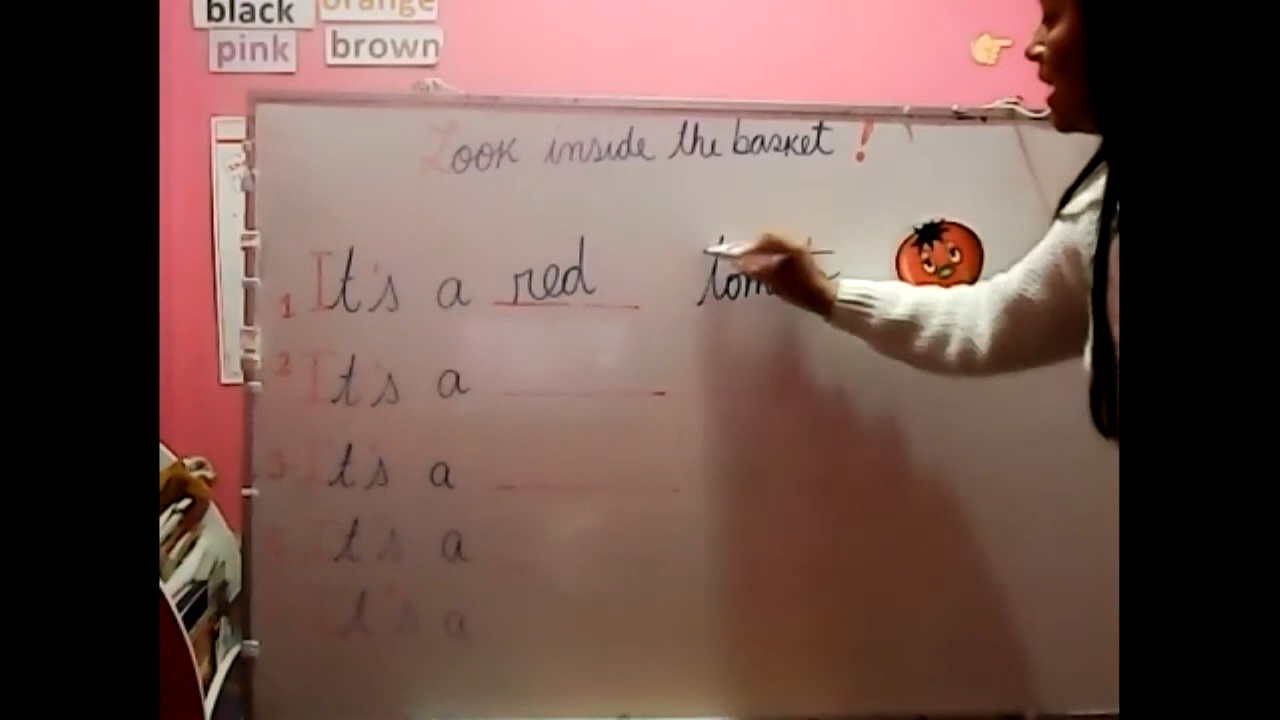 black orange
pink brown
Look inside the basket!
1 It's a red
2 It's a
3 It's a
It's a
It's a